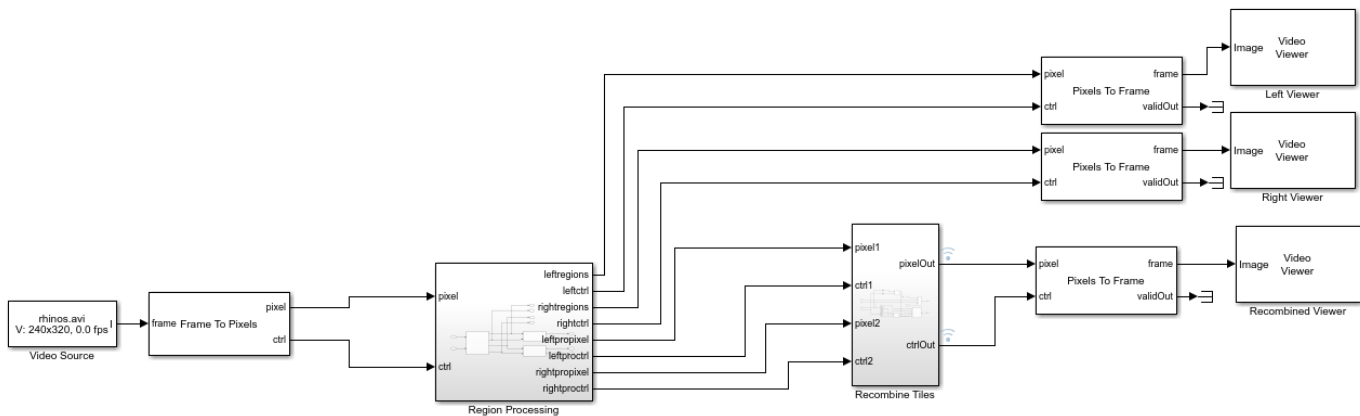 rhinos.avi
V: 240x320, 0.0 fps
I
Video Source
frame
Frame To Pixels
pixel
ctrl
pixel
ctrl
leftregions
leftctrl
rightregions
rightctrl
leftpropixel
leftproctrl
rightpropixel
rightproctrl
Region Processing
pixel
ctrl
Pixels To Frame
frame
validOut
Image
Video
Viewer
Left Viewer
pixel
ctrl
Pixels To Frame
frame
validOut
Image
Video
Viewer
Right Viewer
pixel1
ctrl1
pixel2
ctrl2
pixelOut
ctrlOut
Recombine Tiles
pixel
ctrl
Pixels To Frame
frame
validOut
Image
Video
Viewer
Recombined Viewer